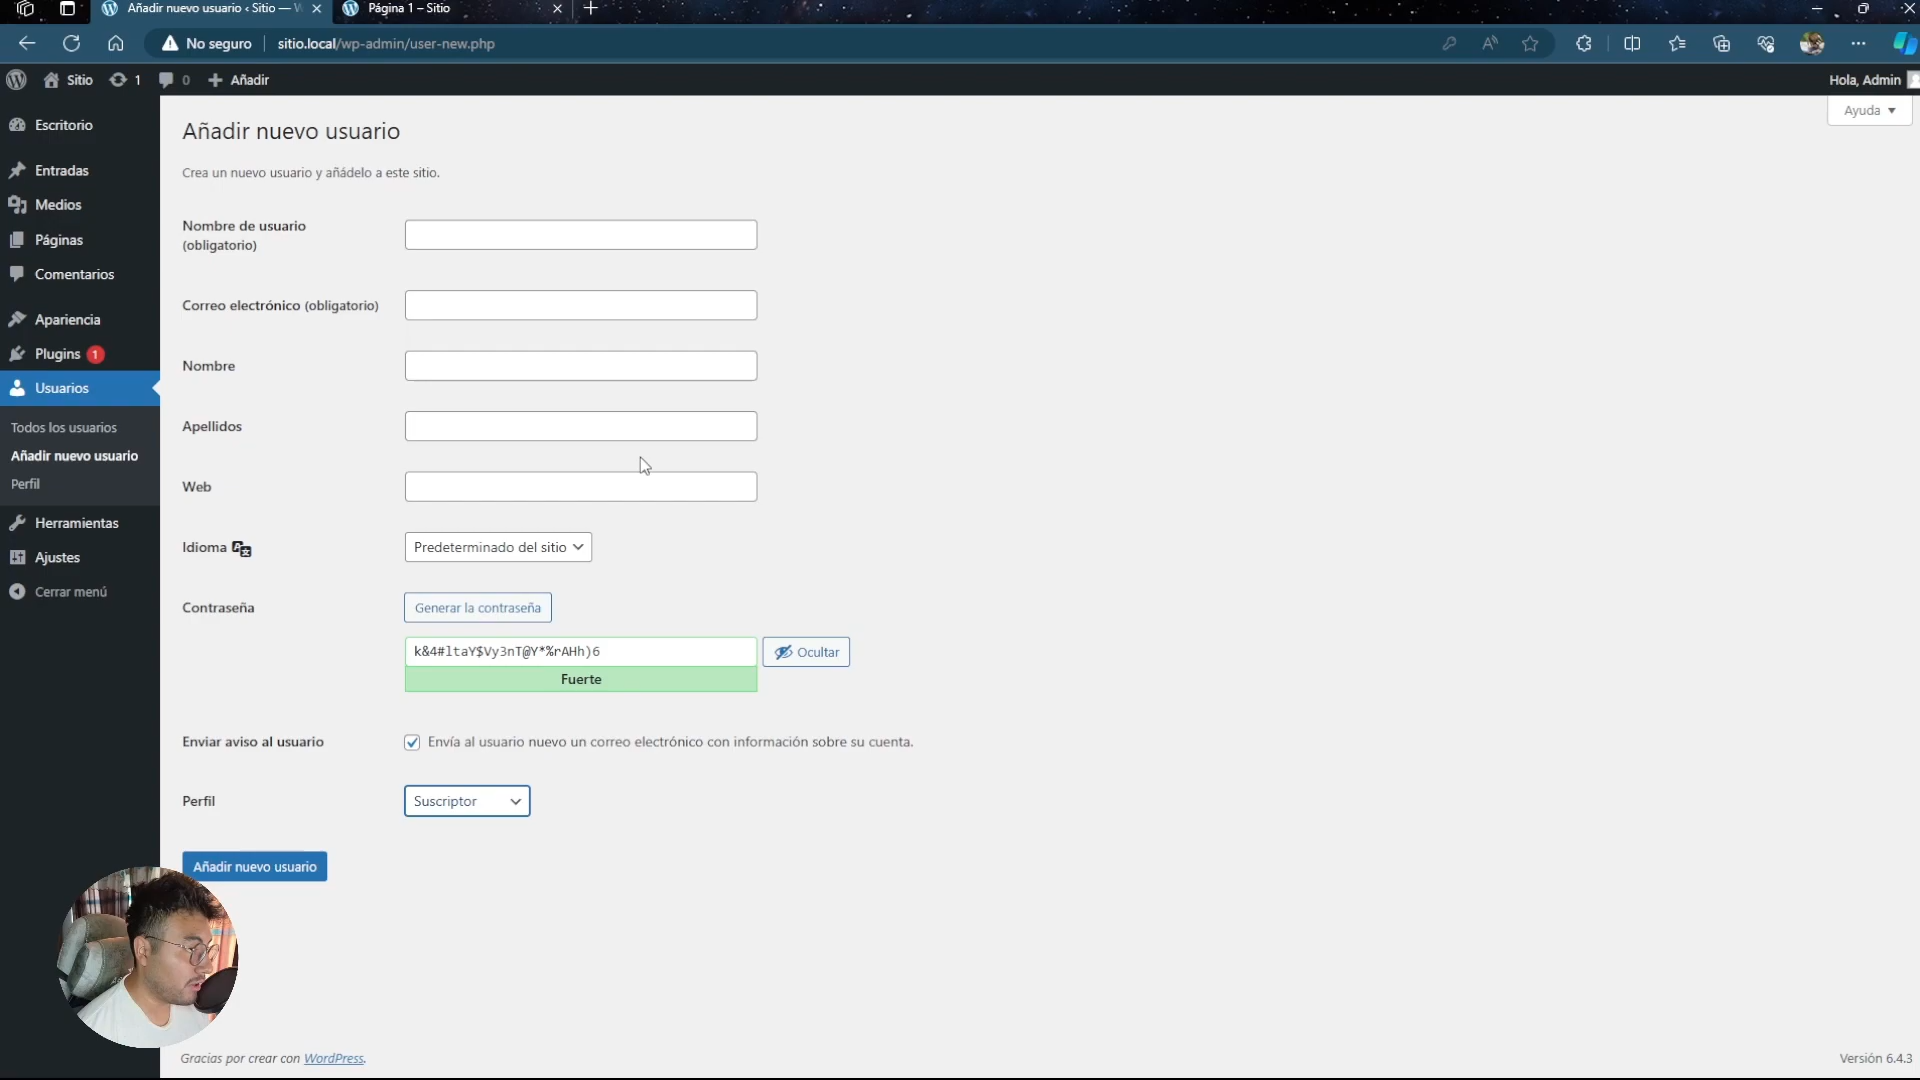 Añadir nuevo usuario ‹ Sitio —
Página 1 – Sitio
No seguro
sitio.local/wp-admin/user-new.php
Sitio
1
0
Añadir
Hola, Admin
Escritorio
Entradas
Medios
Páginas
Comentarios
Apariencia
Plugins 1
Usuarios
Todos los usuarios
Añadir nuevo usuario
Perfil
Herramientas
Ajustes
Cerrar menú
Ayuda
Añadir nuevo usuario
Crea un nuevo usuario y añádelo a este sitio.
Nombre de usuario
(obligatorio)
Correo electrónico (obligatorio)
Nombre
Apellidos
Web
Idioma
Predeterminado del sitio
Contraseña
Generar la contraseña
k&4#ltaY$Vy3nT@Y*%rAHh)6
Ocultar
Fuerte
Enviar aviso al usuario
Envía al usuario nuevo un correo electrónico con información sobre su cuenta.
Perfil
Suscriptor
Añadir nuevo usuario
Gracias por crear con WordPress.
Versión 6.4.3